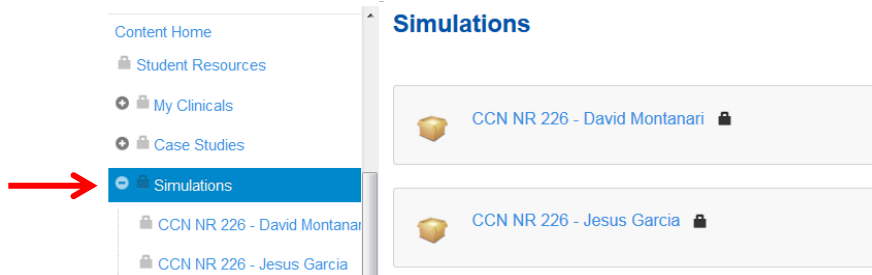 Content Home
Student Resources
My Clinicals
Case Studies
Simulations
CCN NR 226 - David Montanar
CCN NR 226 - Jesus Garcia
Simulations
CCN NR 226 - David Montanari
CCN NR 226 - Jesus Garcia